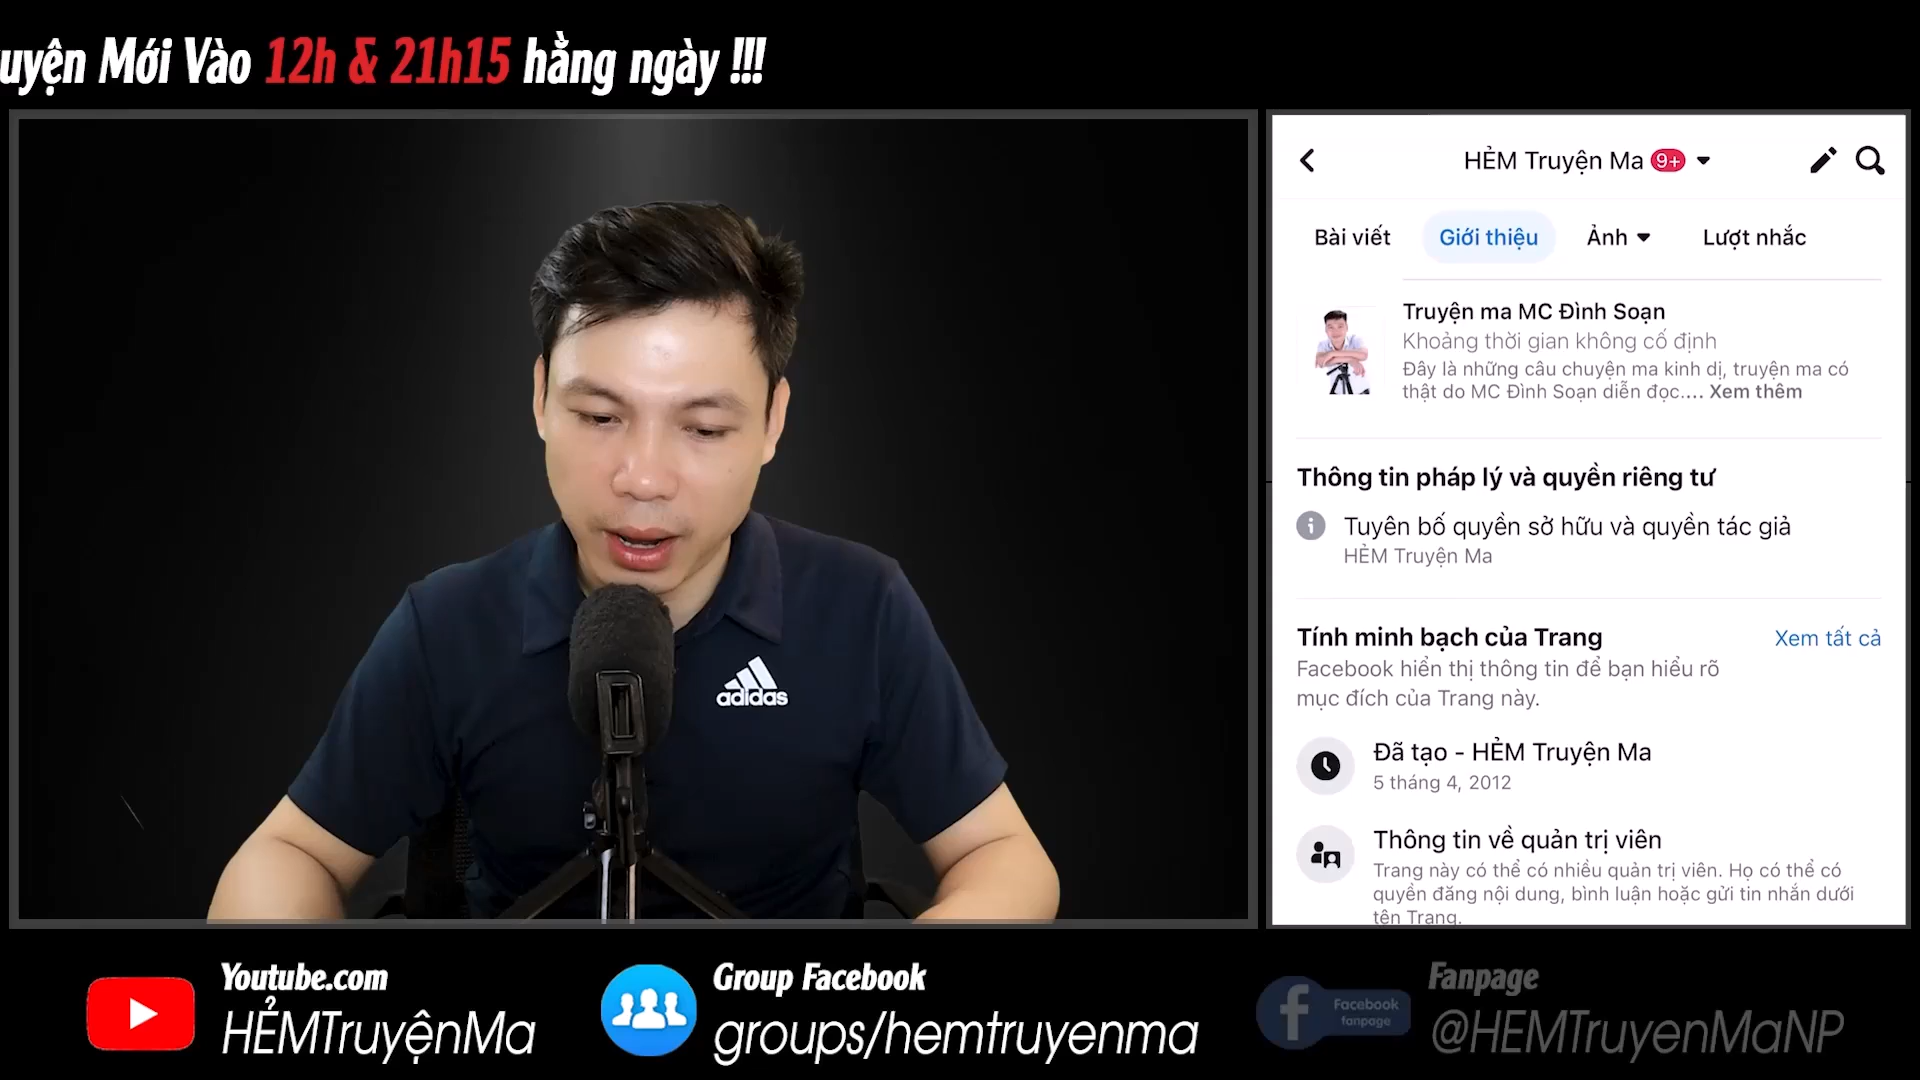 uyện Mới Vào 12h & 21h15 hằng ngày !!!
HẺM Truyện Ma 9+
Bài viết
Giới thiệu
Ảnh
Lượt nhắc
Truyện ma MC Đình Soạn
Khoảng thời gian không cố định
Đây là những câu chuyện ma kinh dị, truyện ma có
thật do MC Đình Soạn diễn đọc.... Xem thêm
Thông tin pháp lý và quyền riêng tư
Tuyên bố quyền sở hữu và quyền tác giả
HẺM Truyện Ma
Tính minh bạch của Trang
Xem tất cả
Facebook hiển thị thông tin để bạn hiểu rõ
mục đích của Trang này.
Đã tạo - HẺM Truyện Ma
5 tháng 4, 2012
Thông tin về quản trị viên
Trang này có thể có nhiều quản trị viên. Họ có thể có
quyền đăng nội dung, bình luận hoặc gửi tin nhắn dưới
tên Trang.
adidas
Youtube.com
HẺMTruyệnMa
Group Facebook
groups/hemtruyenma
Facebook
fanpage
Fanpage
@HEMTruyenMaNP